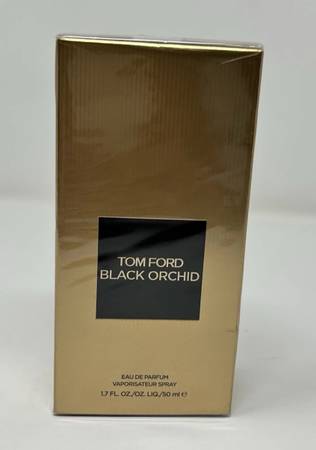 TOM FORD
BLACK ORCHID
EAU DE PARFUM
VAPORISATEUR SPRAY
1.7 FL. OZ./OZ. LIQ./50 ml ℮